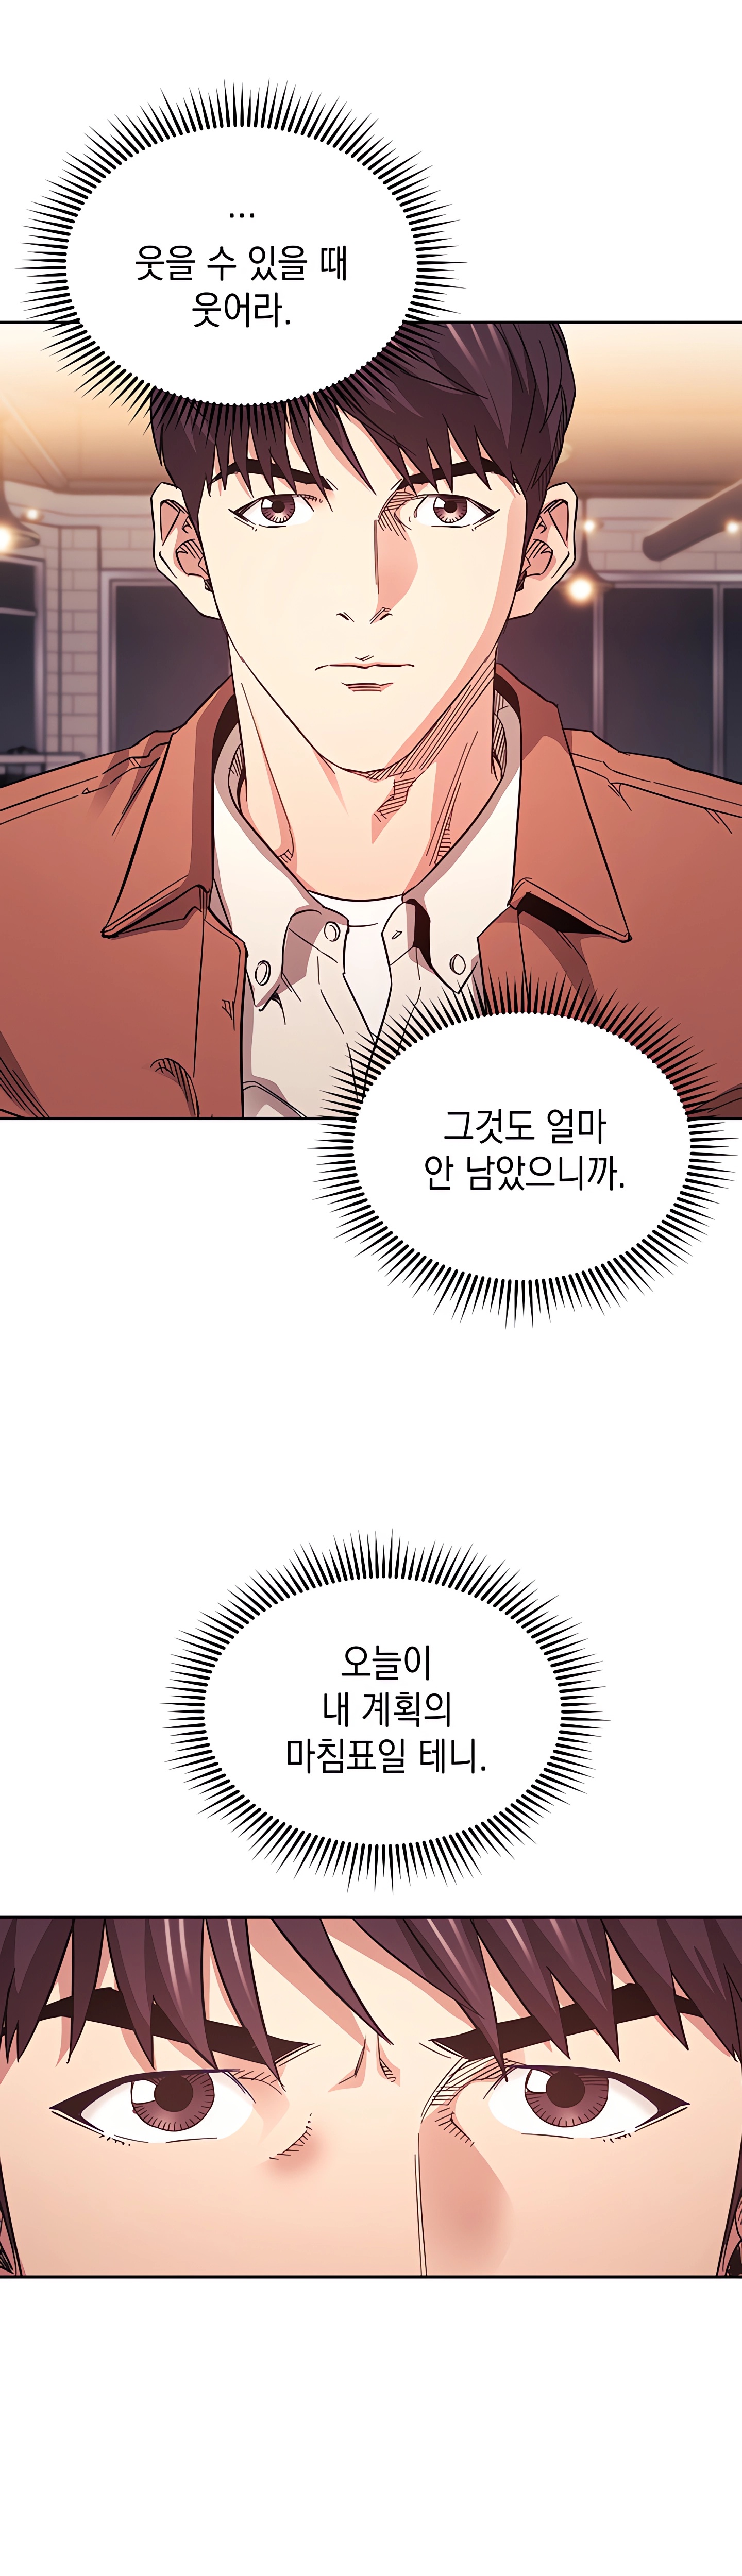 ...
웃을 수 있을 때
웃어라.
그것도 얼마
안 남았으니까.
오늘이
내 계획의
마침표일 테니.